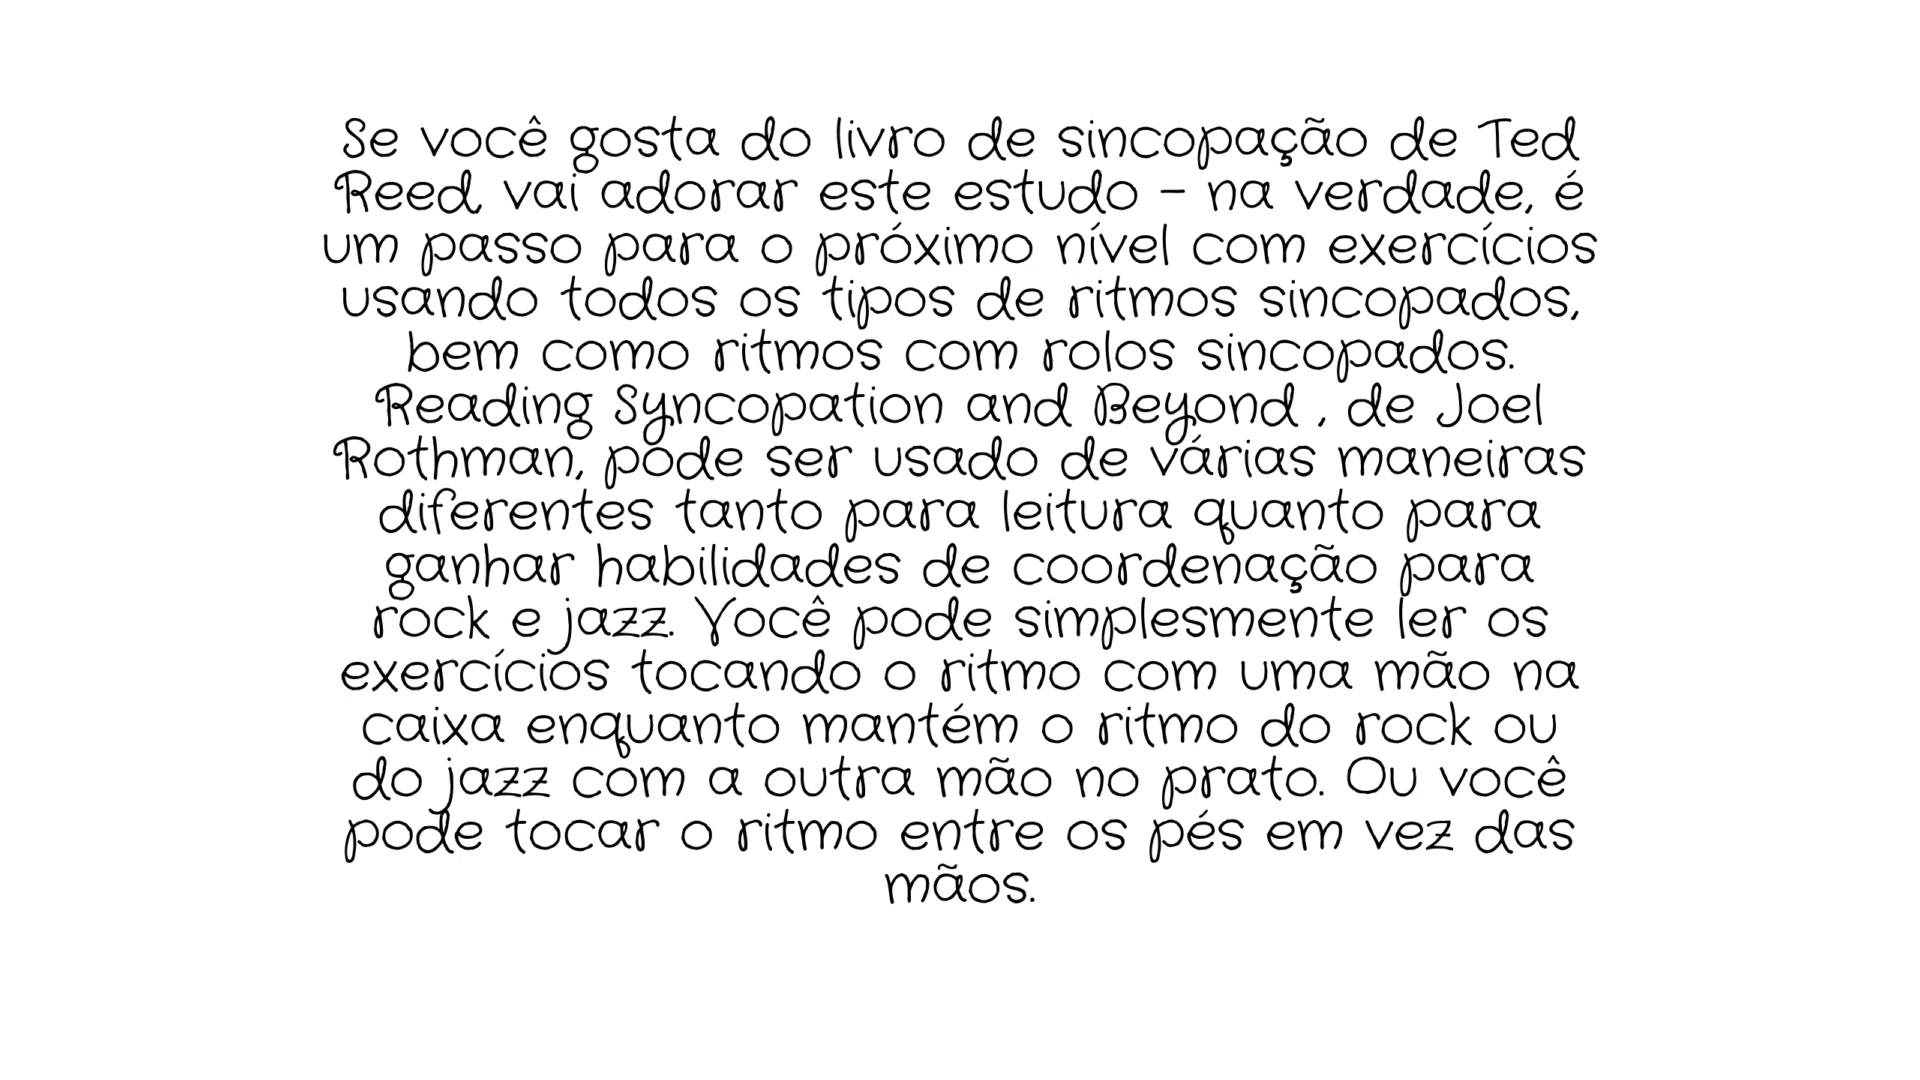 Se você gosta do livro de sincopação de Ted
Reed, vai adorar este estudo - na verdade, é
um passo para o próximo nível com exercícios
usando todos os tipos de ritmos sincopados,
bem como ritmos com rolos sincopados.
Reading Syncopation and Beyond , de Joel
Rothman, pode ser usado de várias maneiras
diferentes tanto para leitura quanto para
ganhar habilidades de coordenação para
rock e jazz. Você pode simplesmente ler os
exercícios tocando o ritmo com uma mão na
caixa enquanto mantém o ritmo do rock ou
do jazz com a outra mão no prato. Ou você
pode tocar o ritmo entre os pés em vez das
mãos.